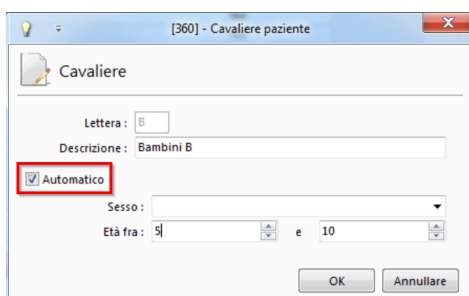 [360] - Cavaliere paziente
Cavaliere
Lettera : B
Descrizione : Bambini B
Automatico
Sesso :
Età fra : 5 e 10
OK Annullare